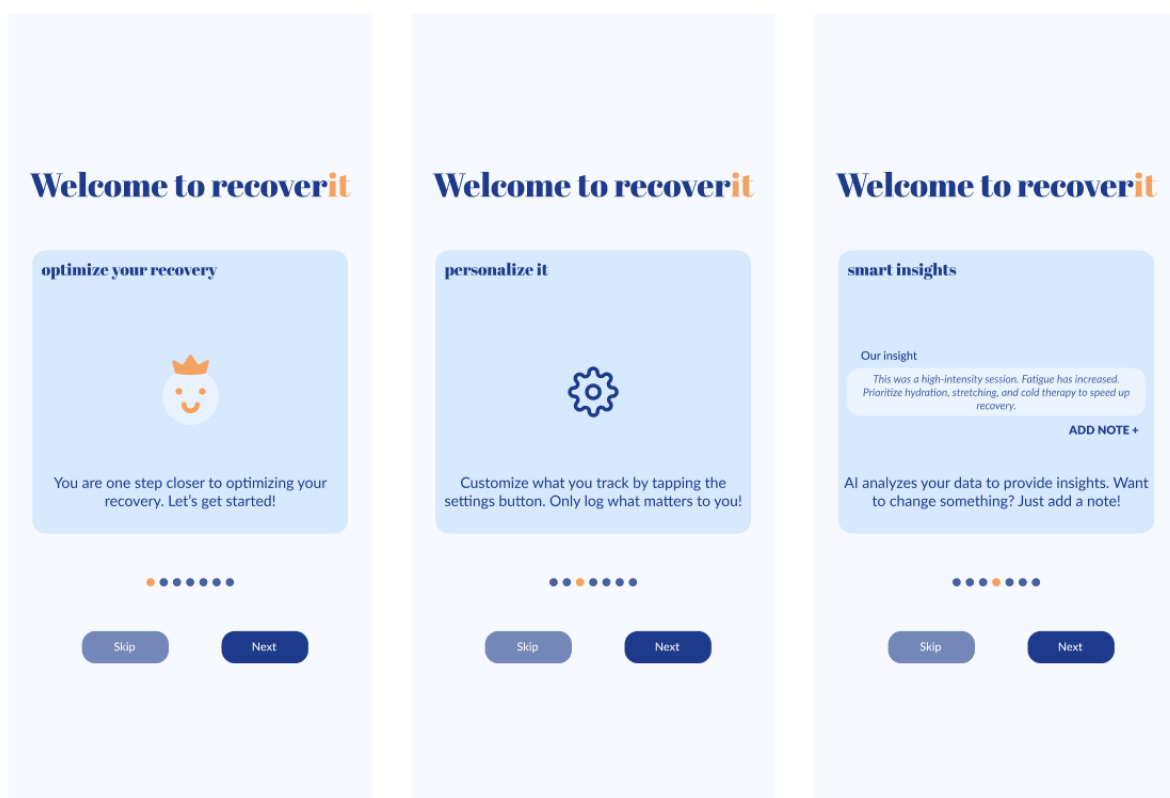 Welcome to recoverit
optimize your recovery
You are one step closer to optimizing your
recovery. Let's get started!
Skip
Next
Welcome to recoverit
personalize it
Customize what you track by tapping the
settings button. Only log what matters to you!
Skip
Next
Welcome to recoverit
smart insights
Our insight
This was a high-intensity session. Fatigue has increased.
Prioritize hydration, stretching, and cold therapy to speed up
recovery.
ADD NOTE +
AI analyzes your data to provide insights. Want
to change something? Just add a note!
Skip
Next